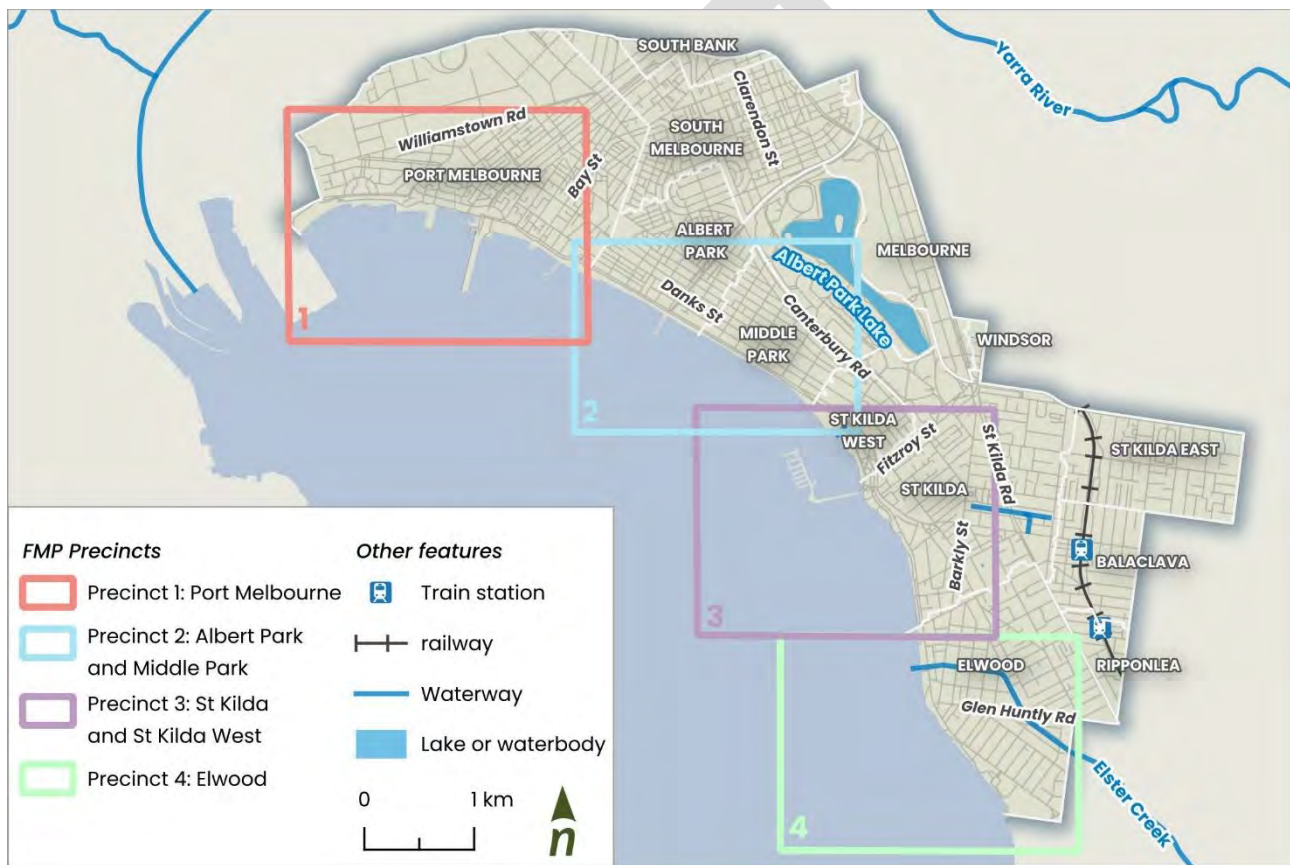 SOUTH BANK
Clarendon St
Yarra River
Williamstown Rd
SOUTH
MELBOURNE
PORT MELBOURNE
Bay St
ALBERT
PARK
MELBOURNE
Albert Park Lake
Danks St
Canterbury Rd
1
MIDDLE
PARK
WINDSOR
2
ST KILDA
WEST
Fitzroy St
St Kilda Rd
ST KILDA EAST
ST KILDA
Barkly St
BALACLAVA
3
ELWOOD
RIPPONLEA
Glen Huntly Rd
Elster Creek
4
FMP Precincts
Precinct 1: Port Melbourne
Precinct 2: Albert Park
and Middle Park
Precinct 3: St Kilda
and St Kilda West
Precinct 4: Elwood
Other features
Train station
railway
Waterway
Lake or waterbody
0 1 km
n